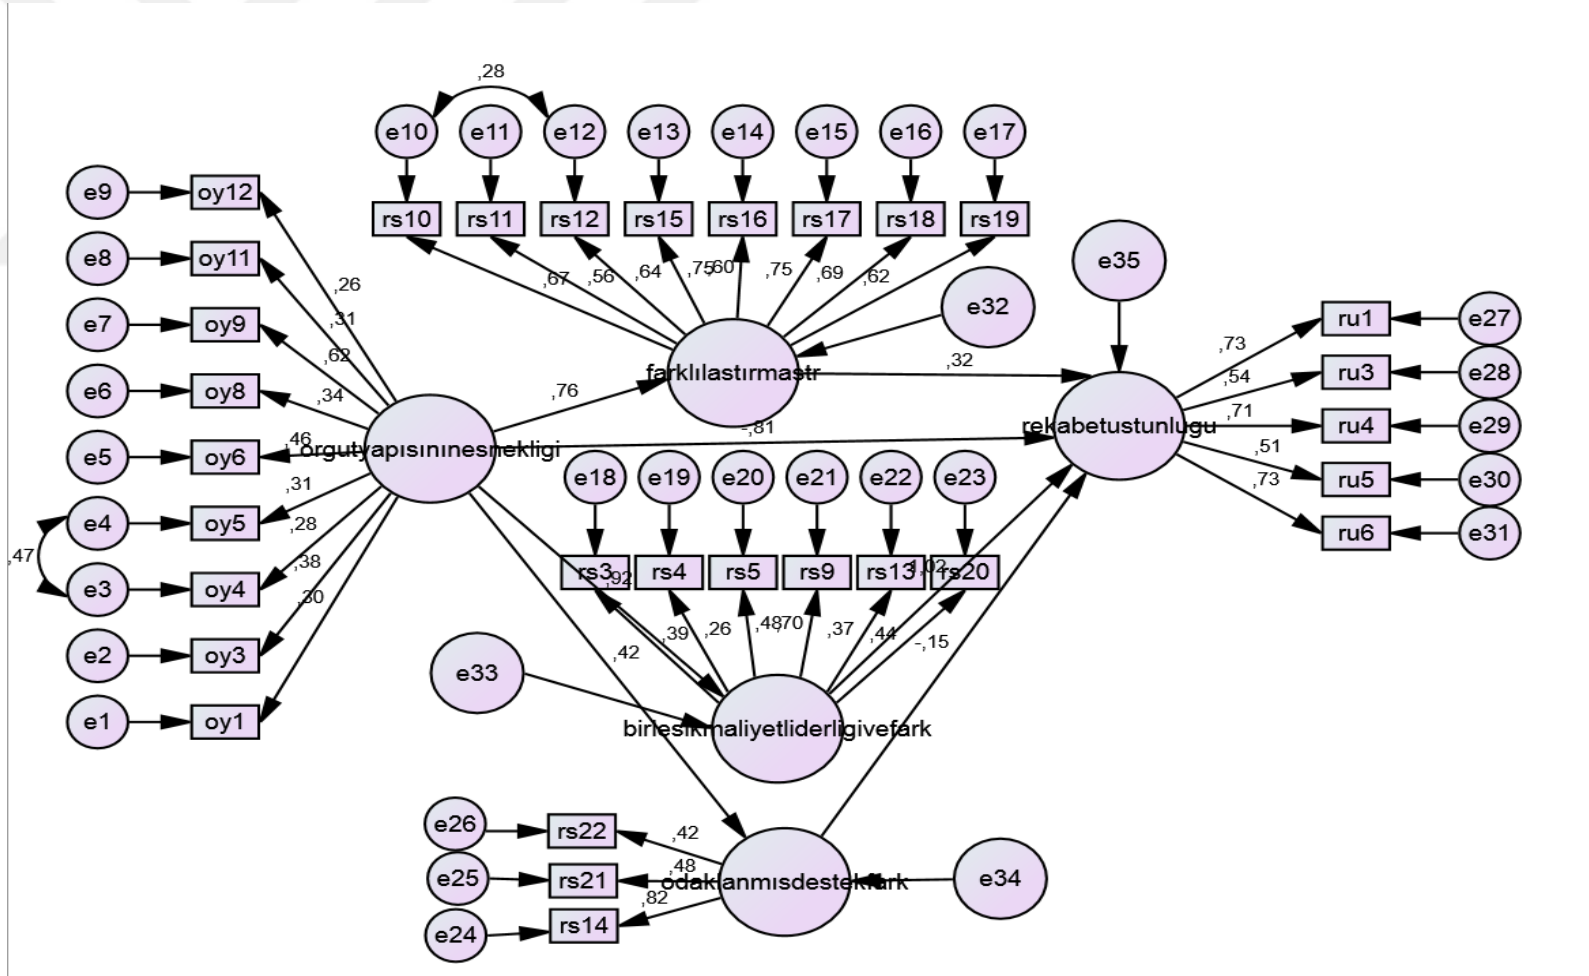 ,28
e10 e11 e12 e13 e14 e15 e16 e17
rs10 rs11 rs12 rs15 rs16 rs17 rs18 rs19
,67 ,56 ,64 ,75 ,60 ,75 ,69 ,62
e9 oy12
e8 oy11
e7 oy9
e6 oy8
e5 oy6
e4 oy5
e3 oy4
e2 oy3
e1 oy1
,47
,26
,31
,62
,34
,46
,31
,28
,38
,30
orgutyapısınınesnekligi
,76
farklılastırmastr
e32
,32
-,81
e35
rekabetustunlugu
,73
,54
,71
,51
,73
ru1 e27
ru3 e28
ru4 e29
ru5 e30
ru6 e31
e18 e19 e20 e21 e22 e23
rs3 rs4 rs5 rs9 rs13 rs20
,92
1,02
,39 ,26 ,48 ,70 ,37 ,44
-,15
,42
e33
birlesikmaliyetliderligivefark
e26 rs22
e25 rs21
e24 rs14
,42
,48
,82
odaklanmısdestekfark
e34